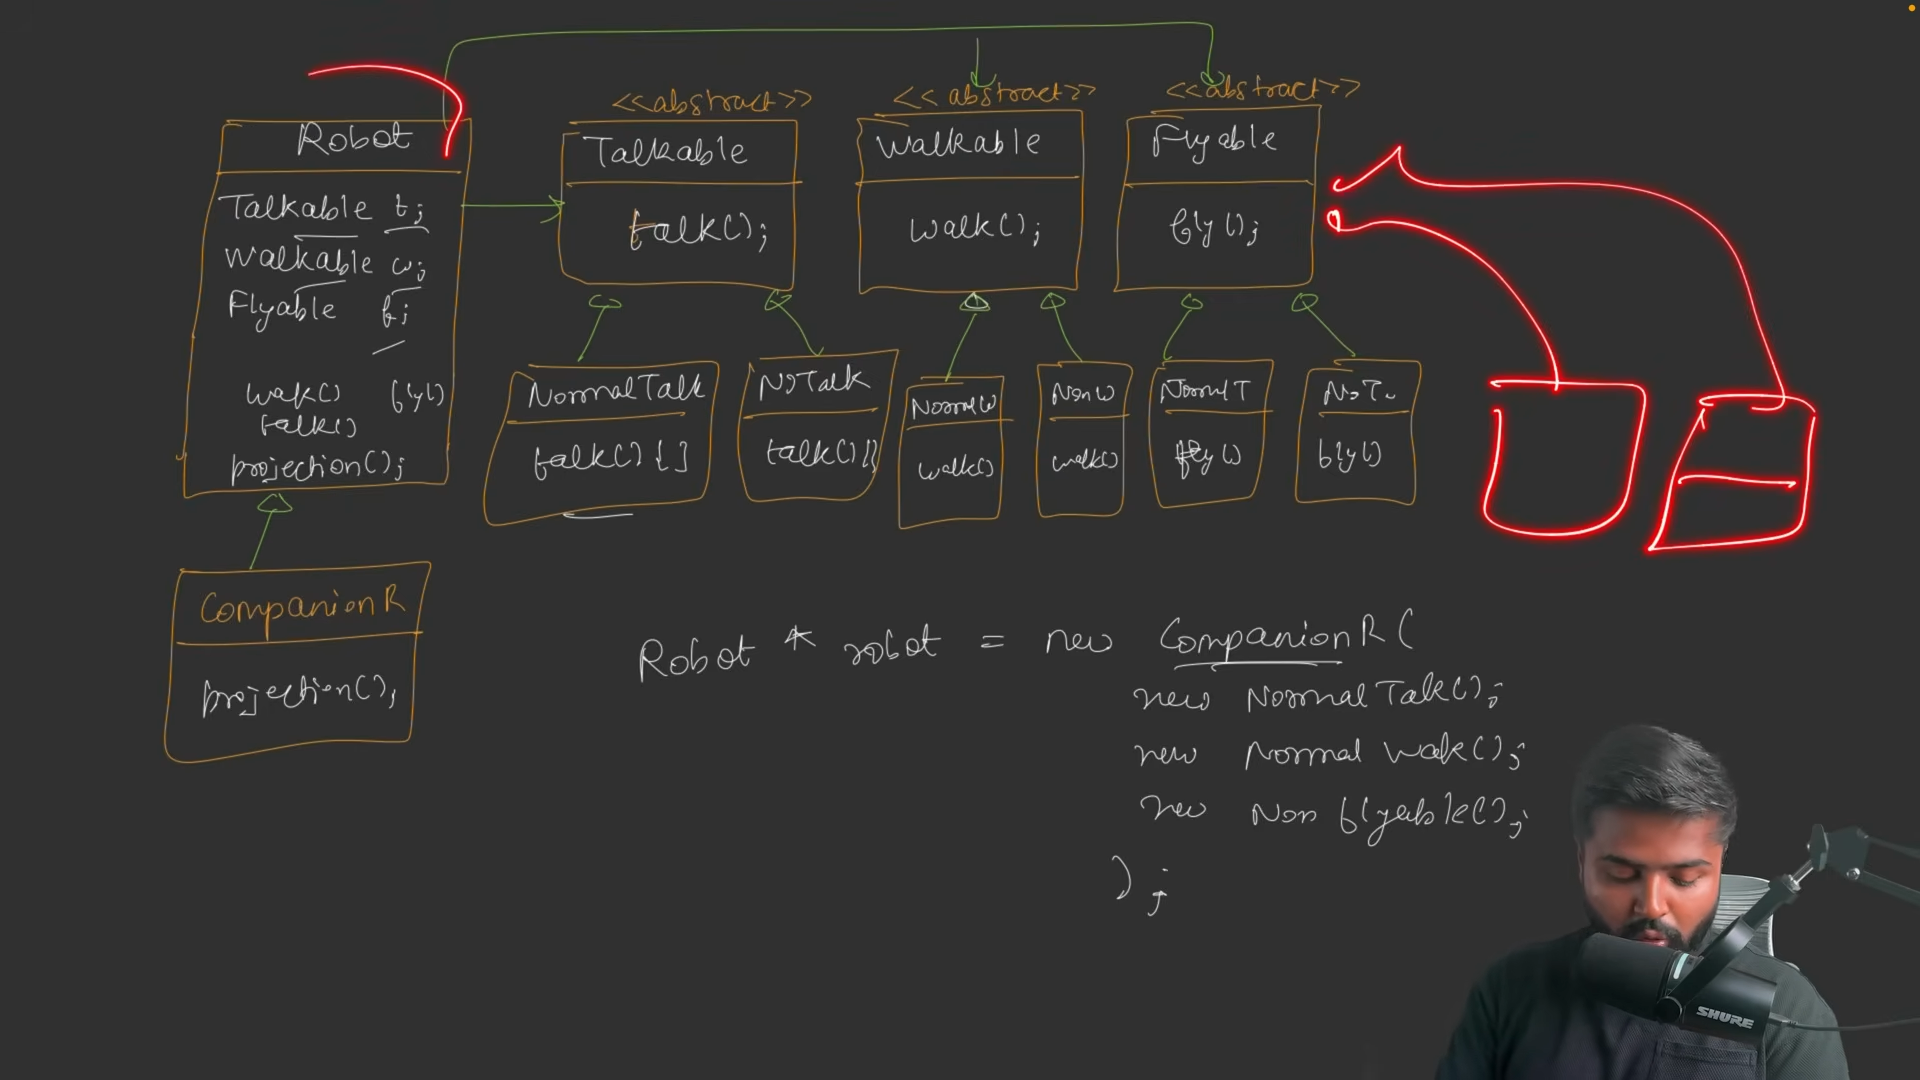 <<abstract>>
<< abstract>>
<<abstract>>
Robot
Talkable t;
Walkable w;
Flyable f;
walk() fly()
talk()
projection();
Talkable
talk();
Walkable
walk();
Flyable
fly();
NormalTalk
talk() { }
NoTalk
talk() {}
NormalW
walk()
NonW
walk()
NormalT
fly()
fly()
CompanionR
projection();
Robot * robot = new CompanionR(
new NormalTalk();
new Normal Walk();
new Non flyable();
);
SHURE